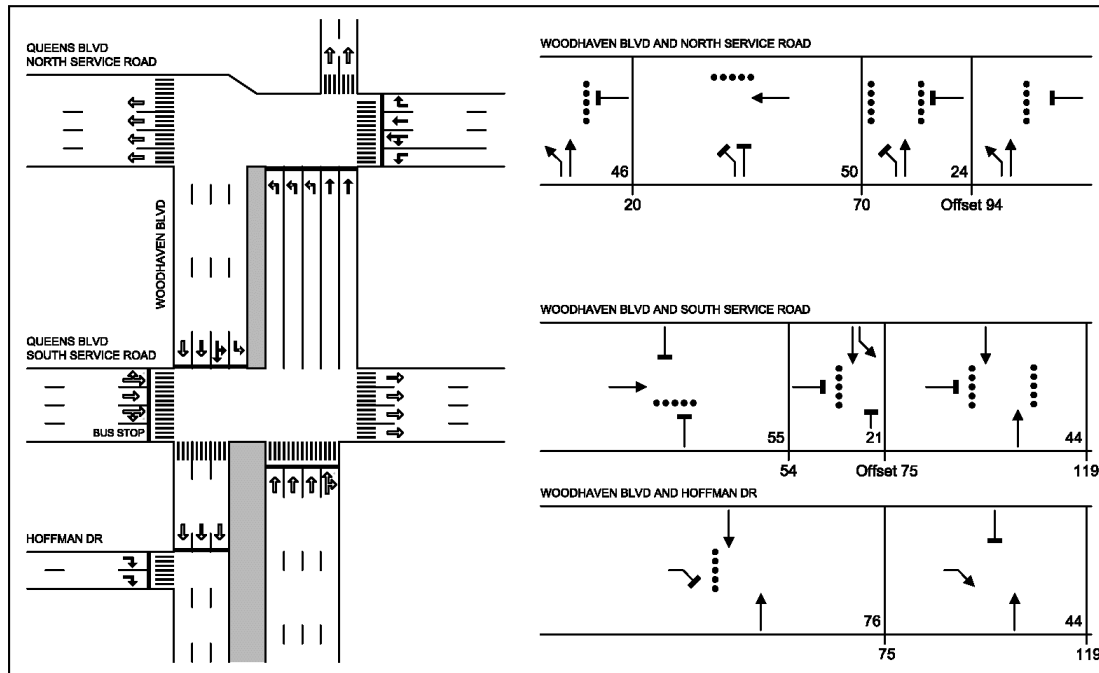 QUEENS BLVD
NORTH SERVICE ROAD
WOODHAVEN BLVD
QUEENS BLVD
SOUTH SERVICE ROAD
BUS STOP
HOFFMAN DR
WOODHAVEN BLVD AND NORTH SERVICE ROAD
46 50 24
20 70 Offset 94
WOODHAVEN BLVD AND SOUTH SERVICE ROAD
55 21 44
54 Offset 75 119
WOODHAVEN BLVD AND HOFFMAN DR
76 44
75 119